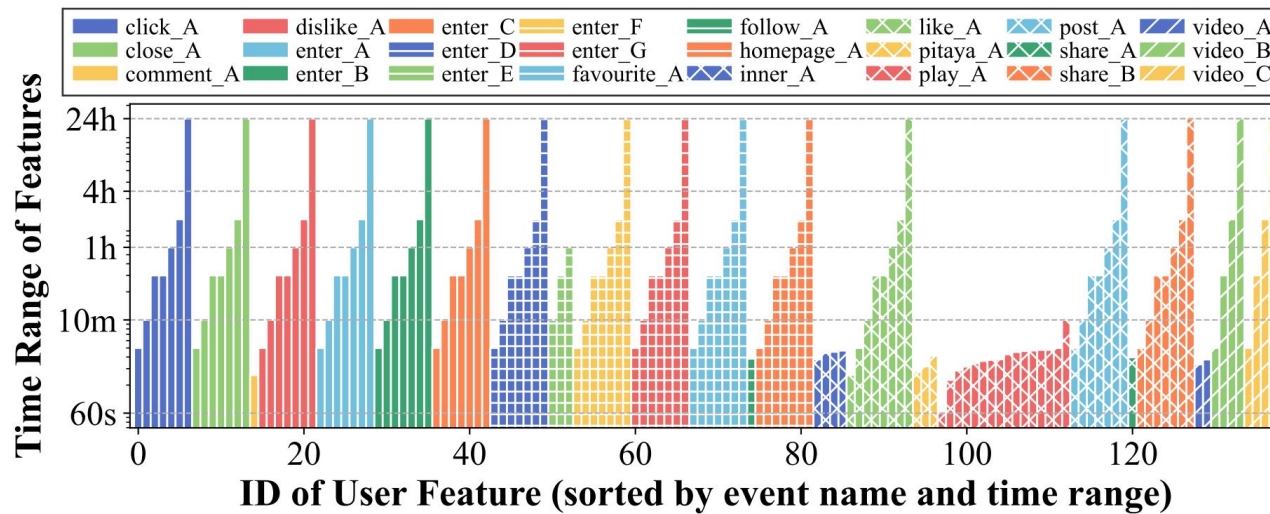 click_A dislike_A enter_C enter_F follow_A like_A post_A video_A
close_A enter_A enter_D enter_G homepage_A pitaya_A share_A video_B
comment_A enter_B enter_E favourite_A inner_A play_A share_B video_C
Time Range of Features
24h
4h
1h
10m
60s
0 20 40 60 80 100 120
ID of User Feature (sorted by event name and time range)